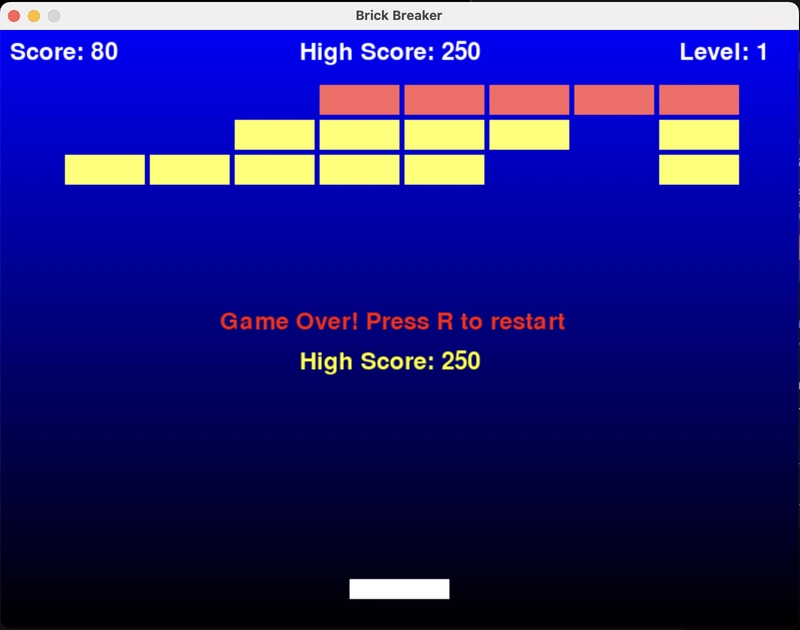 Brick Breaker
Score: 80 High Score: 250 Level: 1
Game Over! Press R to restart
High Score: 250